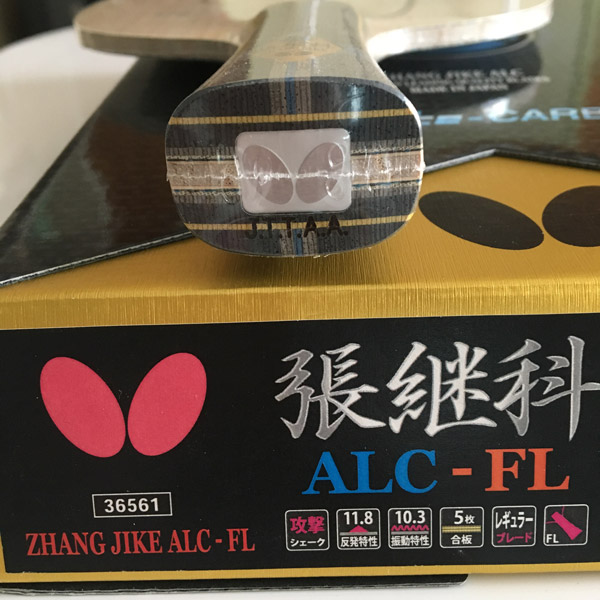 ZHANG JIKE ALC
MADE IN JAPAN
J.T.T.A.A.
張継科
ALC - FL
36561
ZHANG JIKE ALC - FL
攻撃
シェーク
11.8
反発特性
10.3
振動特性
5枚
合板
レギュラー
ブレード
FL